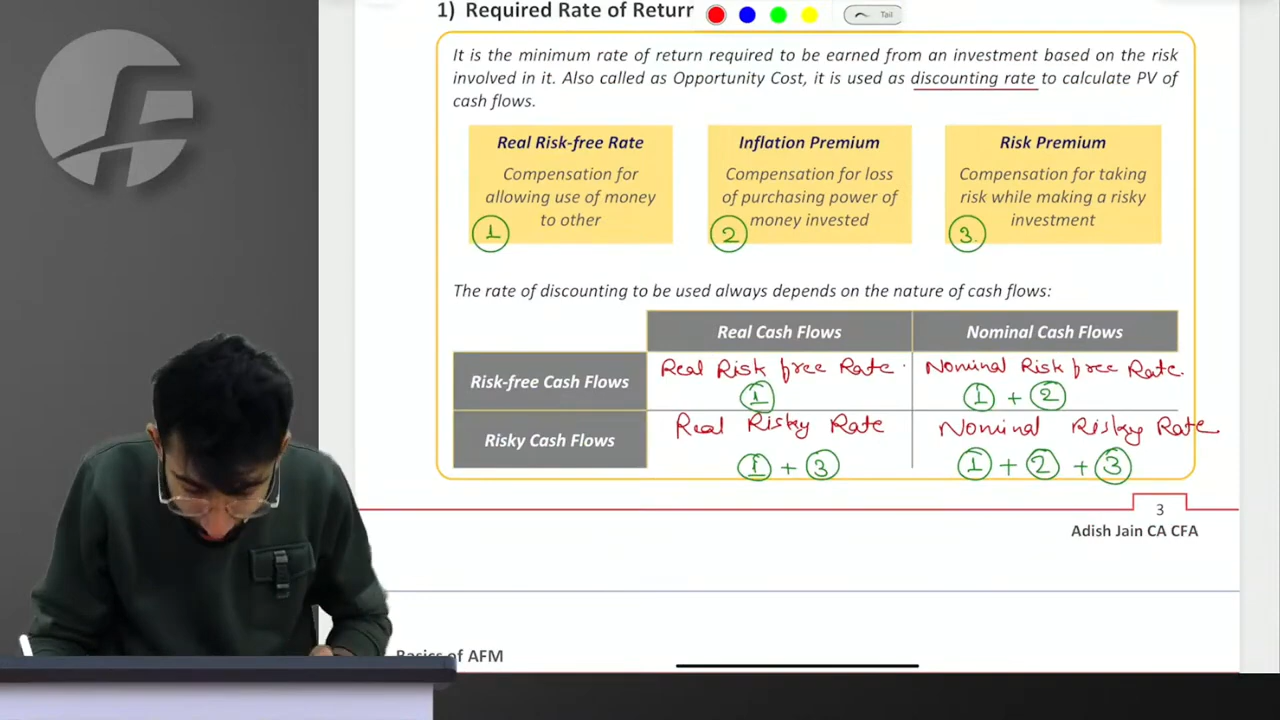 1) Required Rate of Returr
Tail
It is the minimum rate of return required to be earned from an investment based on the risk
involved in it. Also called as Opportunity Cost, it is used as discounting rate to calculate PV of
cash flows.
Real Risk-free Rate
Compensation for
allowing use of money
to other
1
Inflation Premium
Compensation for loss
of purchasing power of
money invested
2
Risk Premium
Compensation for taking
risk while making a risky
investment
3
The rate of discounting to be used always depends on the nature of cash flows:
Real Cash Flows Nominal Cash Flows
Risk-free Cash Flows Real Risk free Rate Nominal Risk free Rate.
1 1 + 2
Risky Cash Flows Real Risky Rate Nominal Risky Rate
1 + 3 1 + 2 + 3
3
Adish Jain CA CFA
Basics of AFM